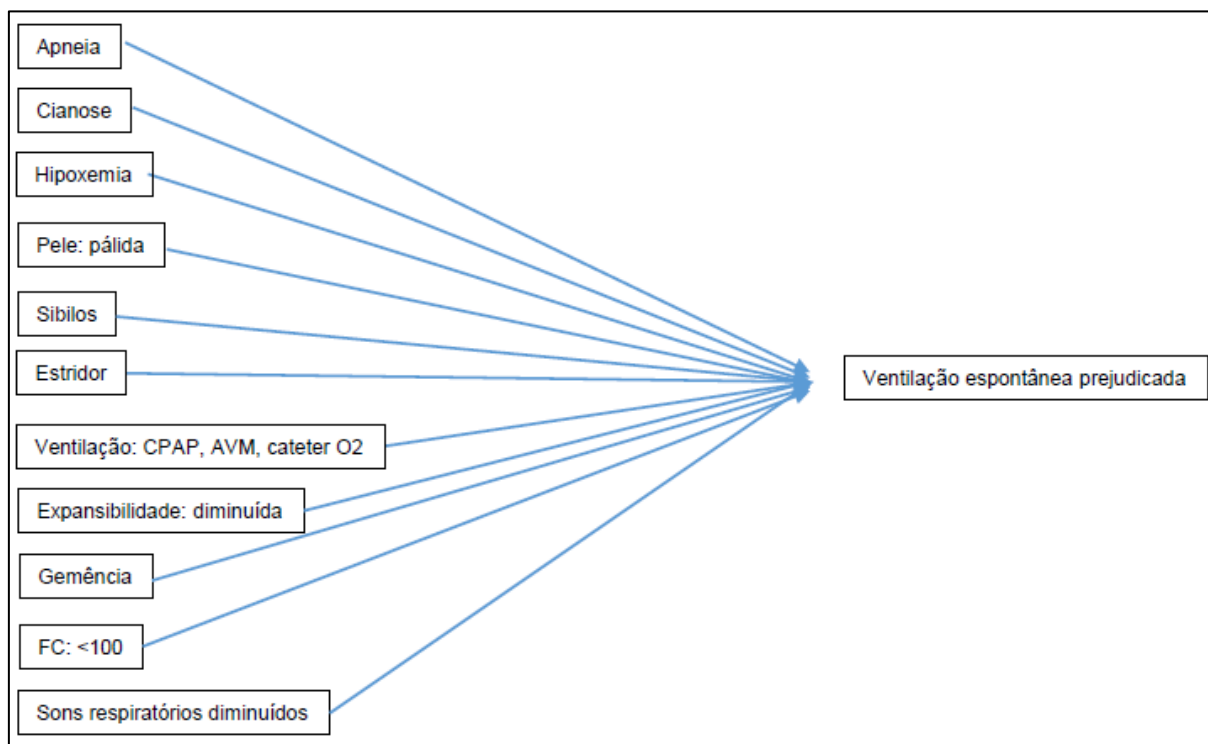 Apneia
Cianose
Hipoxemia
Pele: pálida
Sibilos
Estridor
Ventilação espontânea prejudicada
Ventilação: CPAP, AVM, cateter O2
Expansibilidade: diminuída
Gemência
FC: <100
Sons respiratórios diminuídos